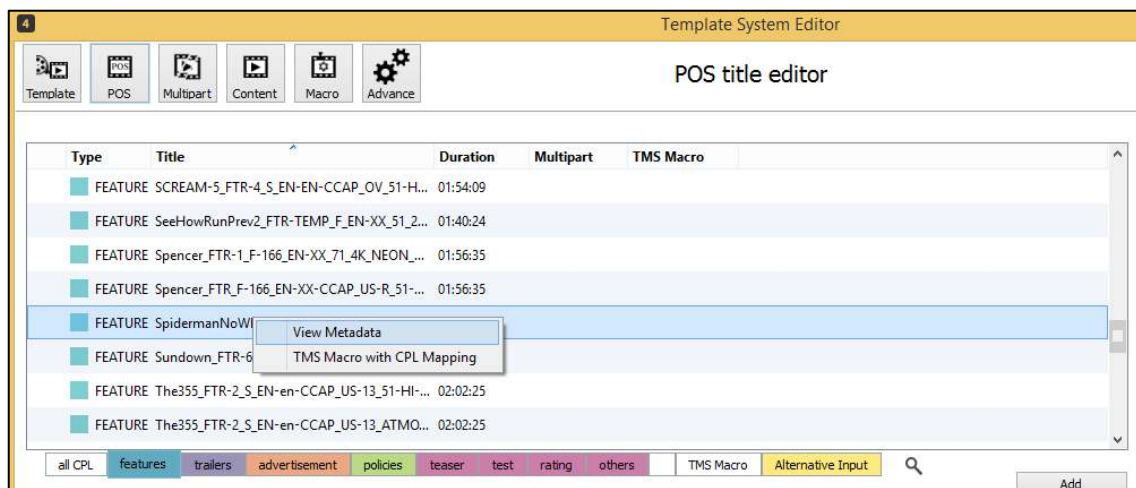 4 Template System Editor
POS
Template POS Multipart Content Macro Advance
POS title editor
Type Title Duration Multipart TMS Macro
FEATURE SCREAM-5_FTR-4_S_EN-EN-CCAP_OV_51-H... 01:54:09
FEATURE SeeHowRunPrev2_FTR-TEMP_F_EN-XX_51_2... 01:40:24
FEATURE Spencer_FTR-1_F-166_EN-XX_71_4K_NEON_... 01:56:35
FEATURE Spencer_FTR_F-166_EN-XX-CCAP_US-R_51-... 01:56:35
FEATURE SpidermanNoW
View Metadata
FEATURE Sundown_FTR-6
TMS Macro with CPL Mapping
FEATURE The355_FTR-2_S_EN-en-CCAP_US-13_51-HI-... 02:02:25
FEATURE The355_FTR-2_S_EN-en-CCAP_US-13_ATMO... 02:02:25
all CPL features trailers advertisement policies teaser test rating others TMS Macro Alternative Input
Add